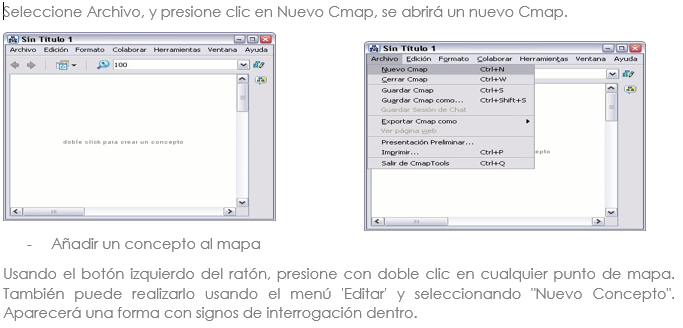 Seleccione Archivo, y presione clic en Nuevo Cmap, se abrirá un nuevo Cmap.
Sin Título 1
Archivo Edición Formato Colaborar Herramientas Ventana Ayuda
100
doble click para crear un concepto
Sin Título 1
Archivo Edición Formato Colaborar Herramientas Ventana Ayuda
Nuevo Cmap Ctrl+N
Cerrar Cmap Ctrl+W
Guardar Cmap Ctrl+S
Guardar Cmap como... Ctrl+Shift+S
Guardar Sesión de Chat
Exportar Cmap como
Ver página web
Presentación Preliminar...
Imprimir... Ctrl+P
Salir de CmapTools Ctrl+Q
epto
- Añadir un concepto al mapa
Usando el botón izquierdo del ratón, presione con doble clic en cualquier punto de mapa.
También puede realizarlo usando el menú 'Editar' y seleccionando "Nuevo Concepto".
Aparecerá una forma con signos de interrogación dentro.